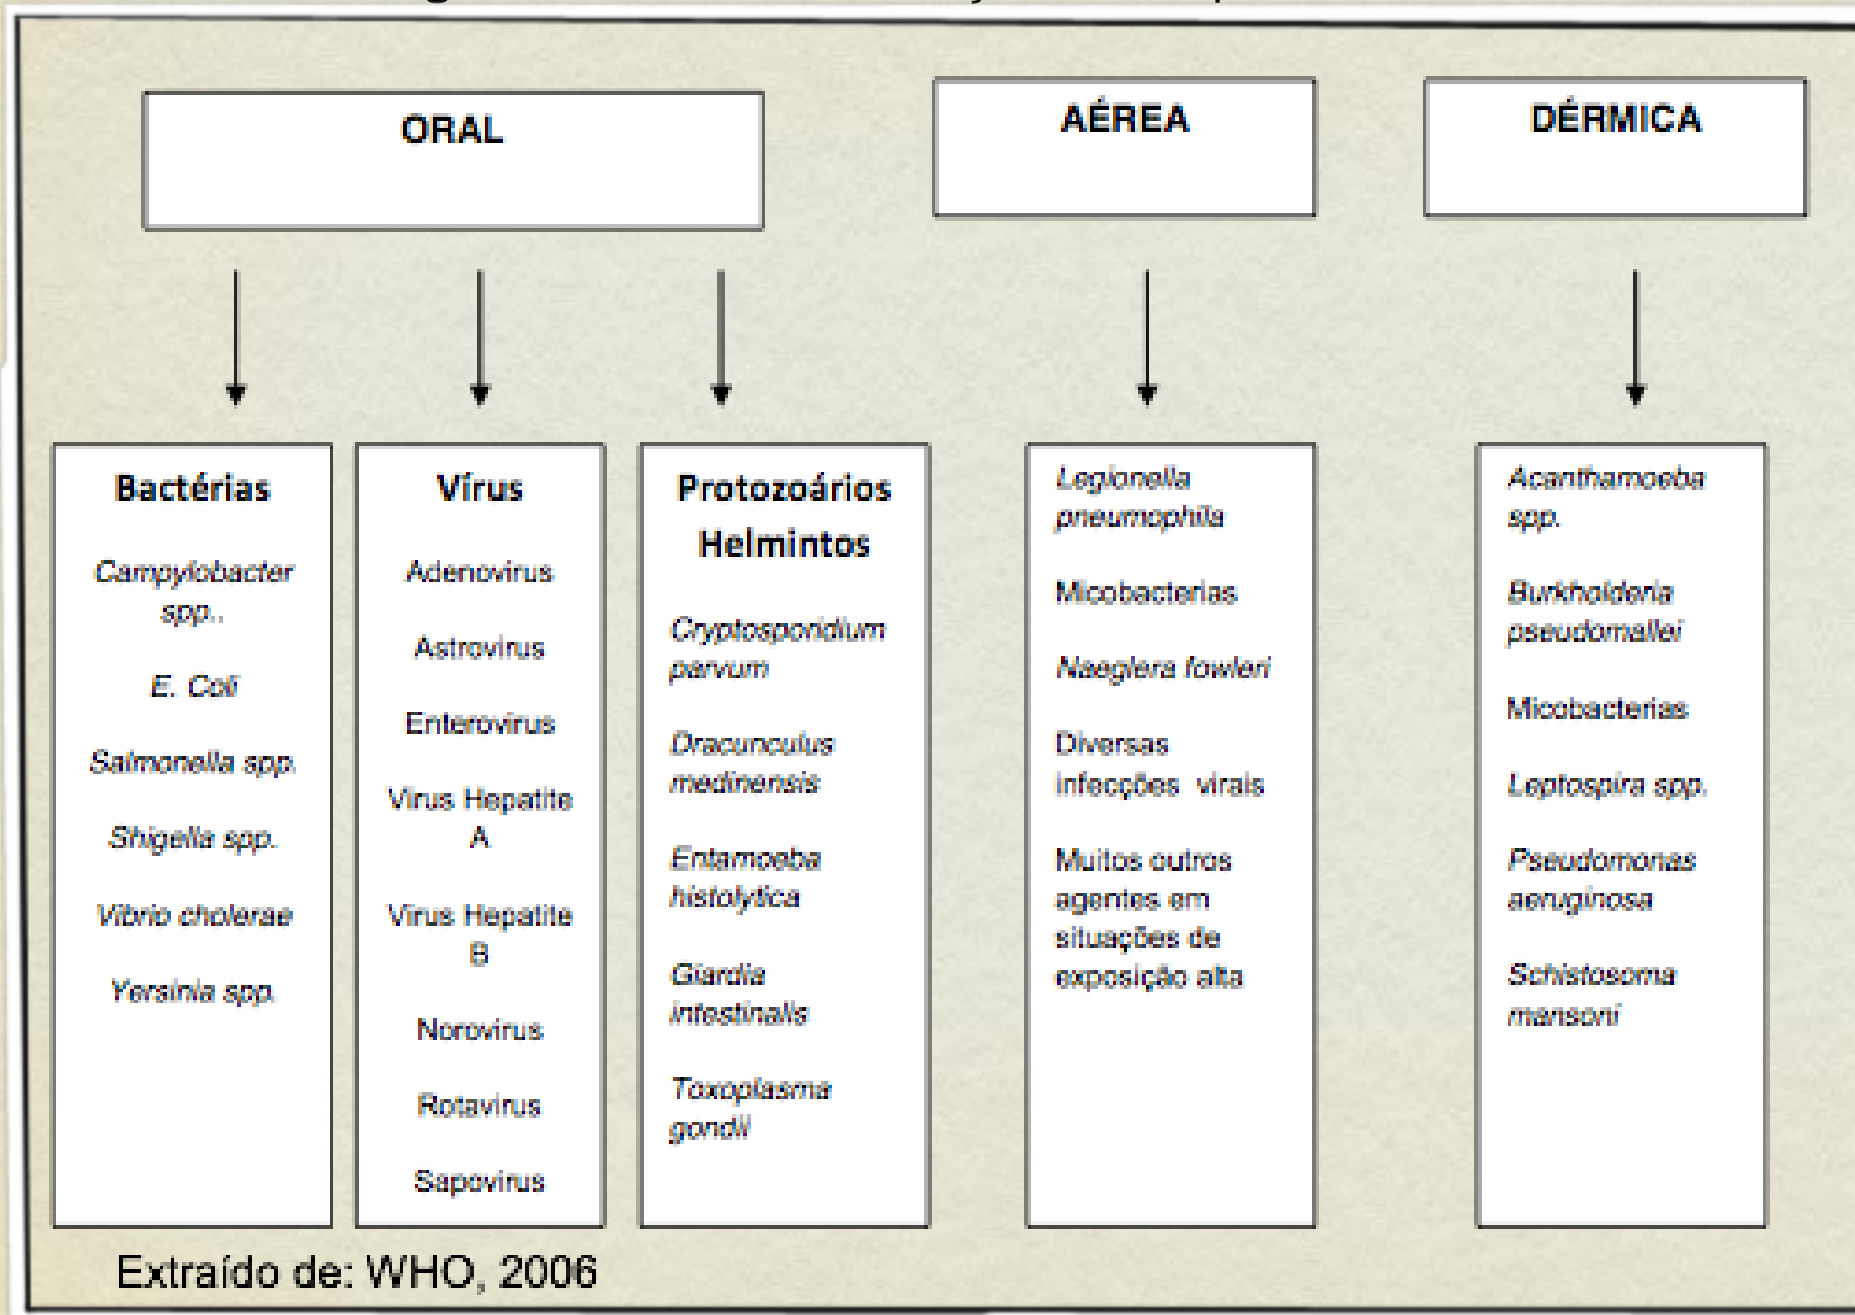 ORAL
AÉREA
DÉRMICA
Bactérias
Campylobacter
spp..
E. Coli
Salmonella spp.
Shigella spp.
Vibrio cholerae
Yersinia spp.
Vírus
Adenovirus
Astrovirus
Enterovirus
Virus Hepatite
A
Virus Hepatite
B
Norovirus
Rotavirus
Sapovirus
Protozoários
Helmintos
Cryptosporidium
parvum
Dracunculus
medinensis
Entamoeba
histolytica
Giardia
intestinalis
Toxoplasma
gondii
Legionella
pneumophila
Micobacterias
Naeglera fowleri
Diversas
infecções virais
Muitos outros
agentes em
situações de
exposição alta
Acanthamoeba
spp.
Burkholderia
pseudomallei
Micobacterias
Leptospira spp.
Pseudomonas
aeruginosa
Schistosoma
mansoni
Extraído de: WHO, 2006